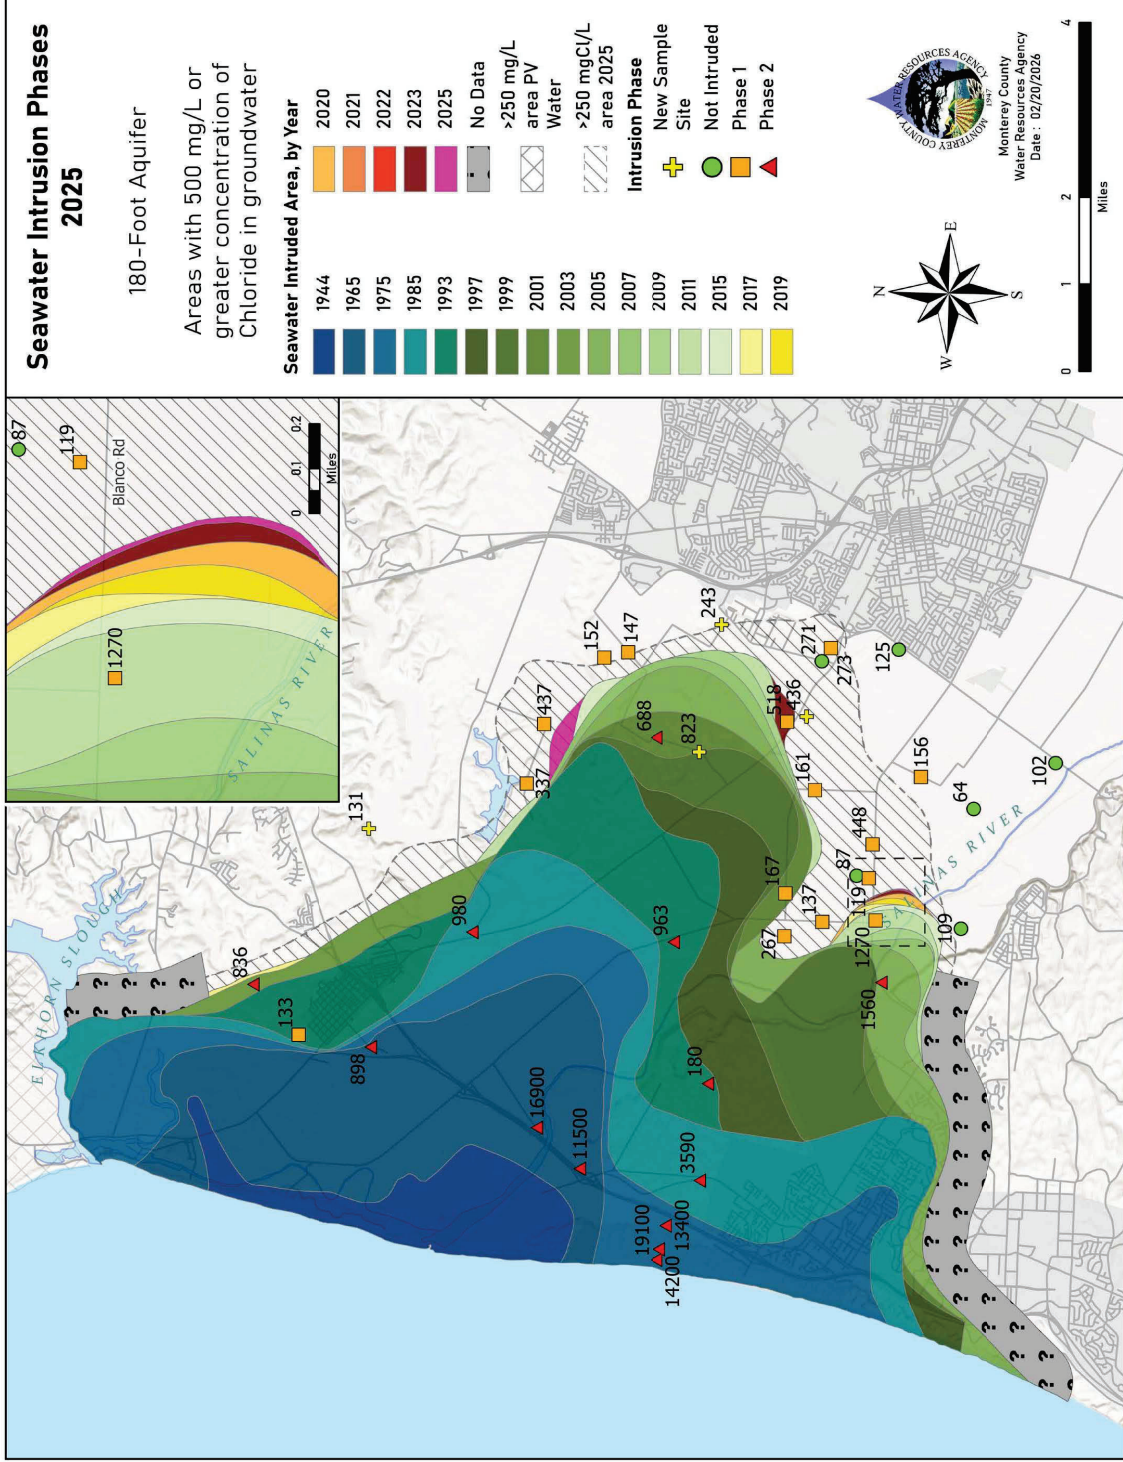 Seawater Intrusion Phases
2025
180-Foot Aquifer
Areas with 500 mg/L or
greater concentration of
Chloride in groundwater
Seawater Intruded Area, by Year
1944
1965
1975
1985
1993
1997
1999
2001
2003
2005
2007
2009
2011
2015
2017
2019
2020
2021
2022
2023
2025
No Data
>250 mg/L
area PV
Water
>250 mgCl/L
area 2025
Intrusion Phase
New Sample
Site
Not Intruded
Phase 1
Phase 2
N
E
S
W
MONTEREY COUNTY WATER RESOURCES AGENCY
1947
Monterey County
Water Resources Agency
Date : 02/20/2026
0
1
2
4
Miles
87
119
Blanco Rd
1270
SALINAS RIVER
0
0.1
0.2
Miles
ELKHORN SLOUGH
131
836
133
898
980
337
437
152
147
16900
11500
688
243
823
963
180
3590
19100
13400
14200
518
436
271
273
125
161
167
137
267
448
87
119
1270
156
64
102
109
1560
SALINAS RIVER
? ? ? ? ? ? ? ?
? ? ? ? ? ? ? ? ? ? ? ? ? ? ? ? ? ? ? ? ? ? ? ? ? ? ? ?